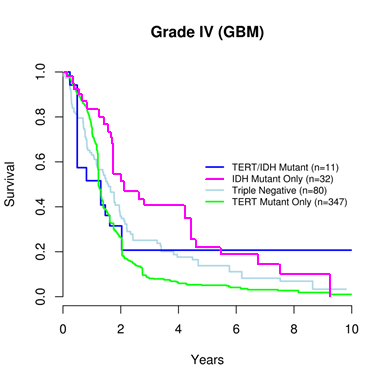 Grade IV (GBM)
1.0
0.8
0.6
0.4
0.2
0.0
Survival
TERT/IDH Mutant (n=11)
IDH Mutant Only (n=32)
Triple Negative (n=80)
TERT Mutant Only (n=347)
0 2 4 6 8 10
Years